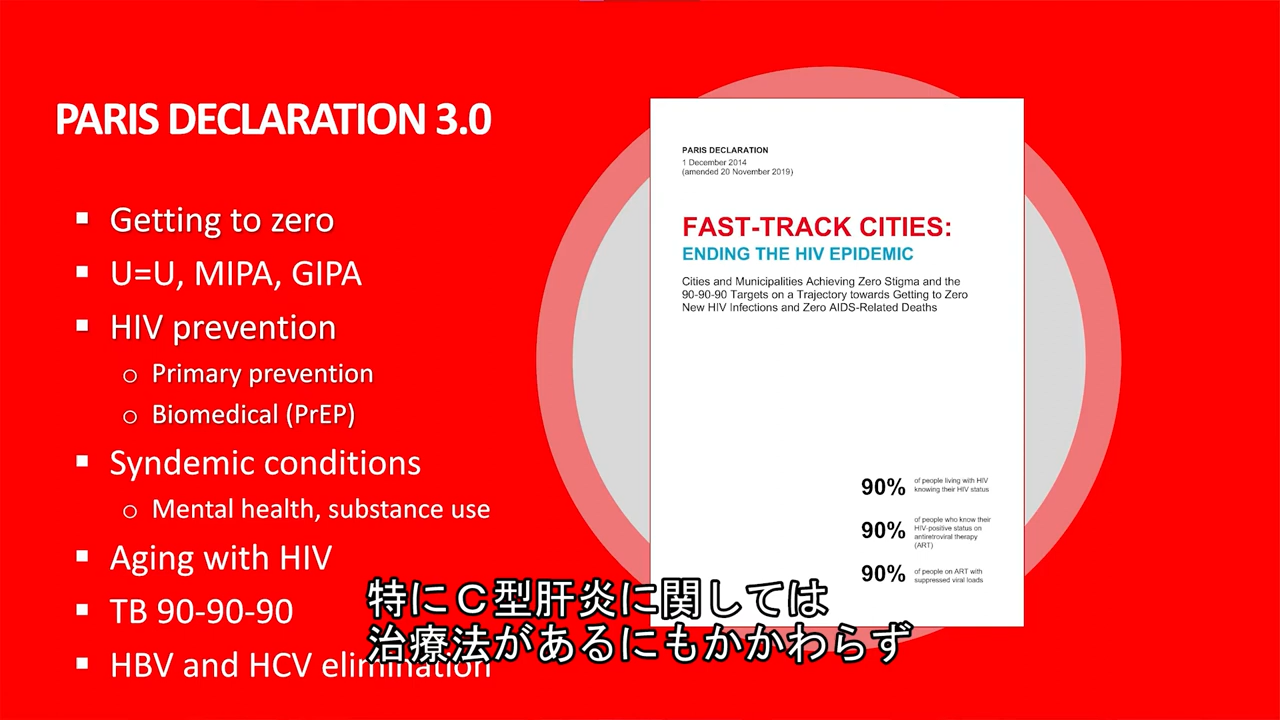 PARIS DECLARATION 3.0
▪ Getting to zero
▪ U=U, MIPA, GIPA
▪ HIV prevention
o Primary prevention
o Biomedical (PrEP)
▪ Syndemic conditions
o Mental health, substance use
▪ Aging with HIV
▪ TB 90-90-90
▪ HBV and HCV elimination
PARIS DECLARATION
1 December 2014
(amended 20 November 2019)
FAST-TRACK CITIES:
ENDING THE HIV EPIDEMIC
Cities and Municipalities Achieving Zero Stigma and the
90-90-90 Targets on a Trajectory towards Getting to Zero
New HIV Infections and Zero AIDS-Related Deaths
90%
of people living with HIV
knowing their HIV status
90%
of people who know their
HIV-positive status on
antiretroviral therapy
(ART)
90%
of people on ART with
suppressed viral loads
特にＣ型肝炎に関しては
治療法があるにもかかわらず